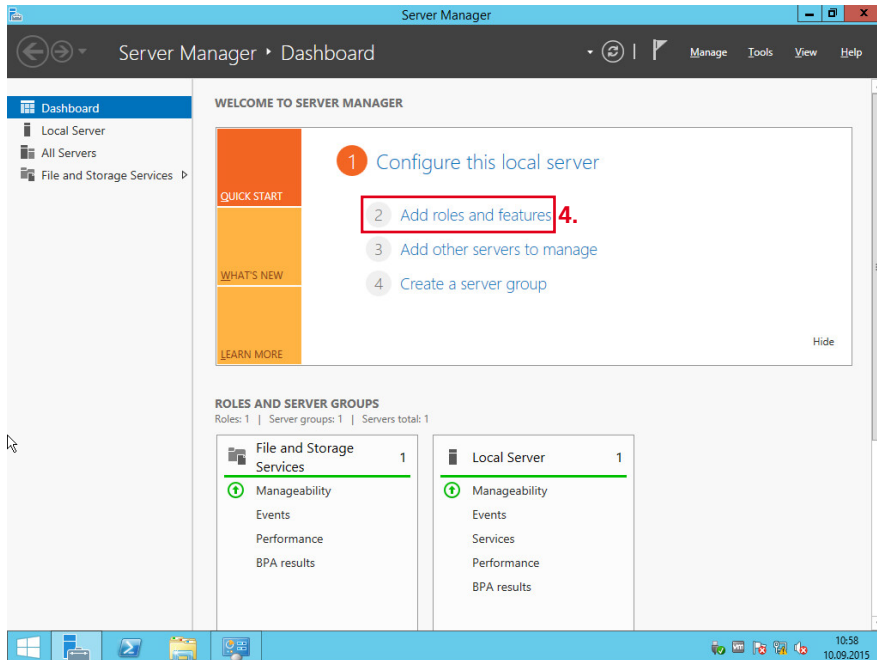 Server Manager
Server Manager • Dashboard
Manage Tools View Help
Dashboard
Local Server
All Servers
File and Storage Services
WELCOME TO SERVER MANAGER
QUICK START
WHAT'S NEW
LEARN MORE
1 Configure this local server
2 Add roles and features 4.
3 Add other servers to manage
4 Create a server group
Hide
ROLES AND SERVER GROUPS
Roles: 1 | Server groups: 1 | Servers total: 1
File and Storage
Services
1
Manageability
Events
Performance
BPA results
Local Server 1
Manageability
Events
Services
Performance
BPA results
10:58
10.09.2015